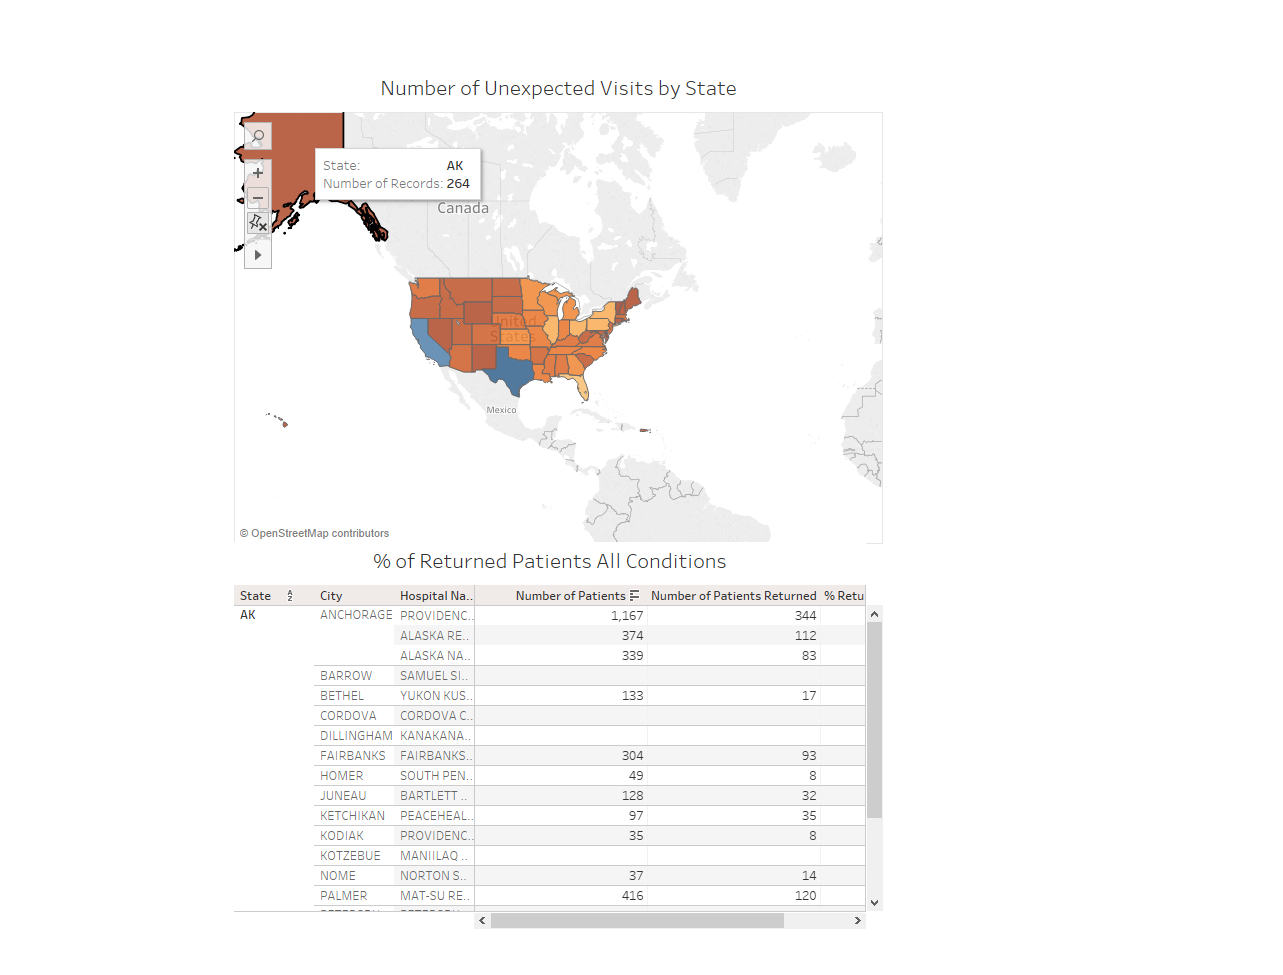 Number of Unexpected Visits by State
State: AK
Number of Records: 264
Canada
United
States
Mexico
© OpenStreetMap contributors
% of Returned Patients All Conditions
State City Hospital Na.. Number of Patients Number of Patients Returned % Retu
AK ANCHORAGE PROVIDENC.. 1,167 344
ALASKA RE.. 374 112
ALASKA NA.. 339 83
BARROW SAMUEL SI..
BETHEL YUKON KUS.. 133 17
CORDOVA CORDOVA C..
DILLINGHAM KANAKANA..
FAIRBANKS FAIRBANKS.. 304 93
HOMER SOUTH PEN.. 49 8
JUNEAU BARTLETT .. 128 32
KETCHIKAN PEACEHEAL.. 97 35
KODIAK PROVIDENC.. 35 8
KOTZEBUE MANIILAQ ..
NOME NORTON S.. 37 14
PALMER MAT-SU RE.. 416 120